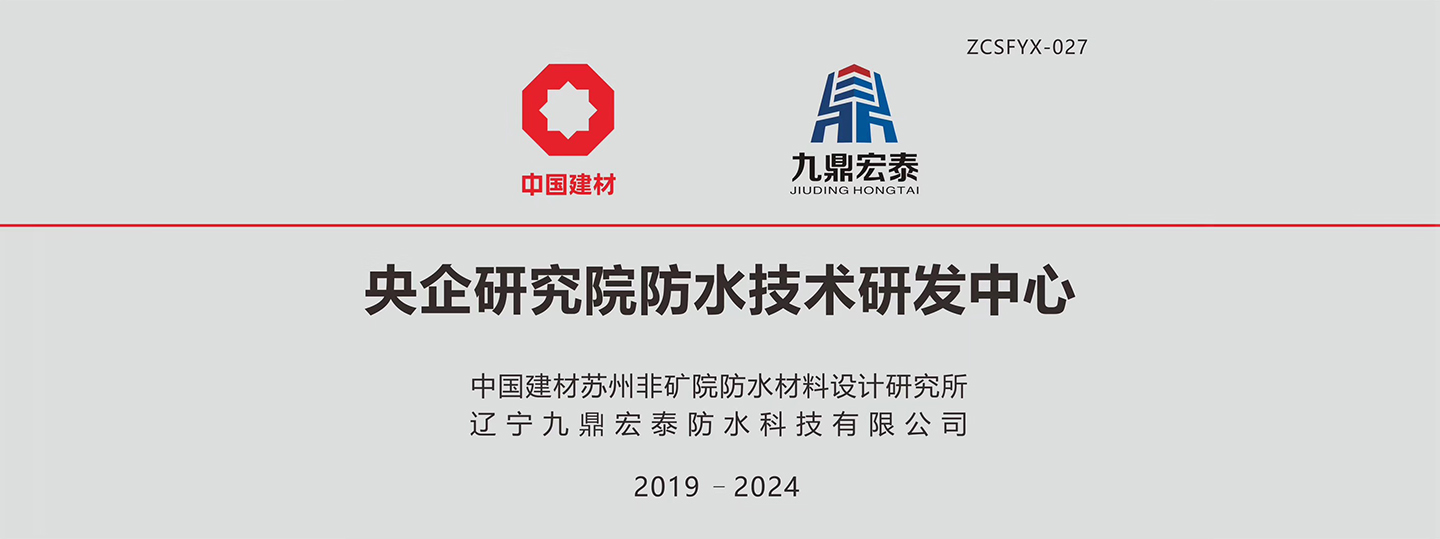 ZCSFYX-027
中国建材
九鼎宏泰
JIUDING HONGTAI
央企研究院防水技术研发中心
中国建材苏州非矿院防水材料设计研究所
辽宁九鼎宏泰防水科技有限公司
2019 - 2024